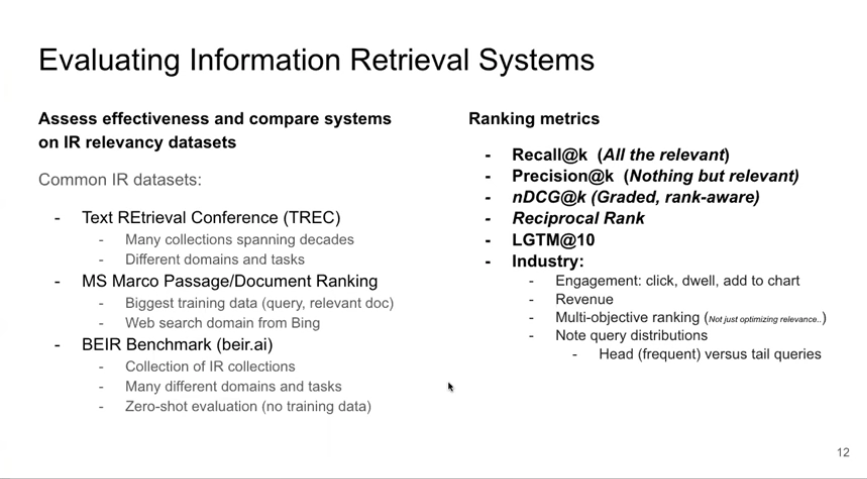 Evaluating Information Retrieval Systems
Assess effectiveness and compare systems
on IR relevancy datasets
Common IR datasets:
- Text REtrieval Conference (TREC)
- Many collections spanning decades
- Different domains and tasks
- MS Marco Passage/Document Ranking
- Biggest training data (query, relevant doc)
- Web search domain from Bing
- BEIR Benchmark (beir.ai)
- Collection of IR collections
- Many different domains and tasks
- Zero-shot evaluation (no training data)
Ranking metrics
- Recall@k (All the relevant)
- Precision@k (Nothing but relevant)
- nDCG@k (Graded, rank-aware)
- Reciprocal Rank
- LGTM@10
- Industry:
- Engagement: click, dwell, add to chart
- Revenue
- Multi-objective ranking (Not just optimizing relevance..)
- Note query distributions
- Head (frequent) versus tail queries
12